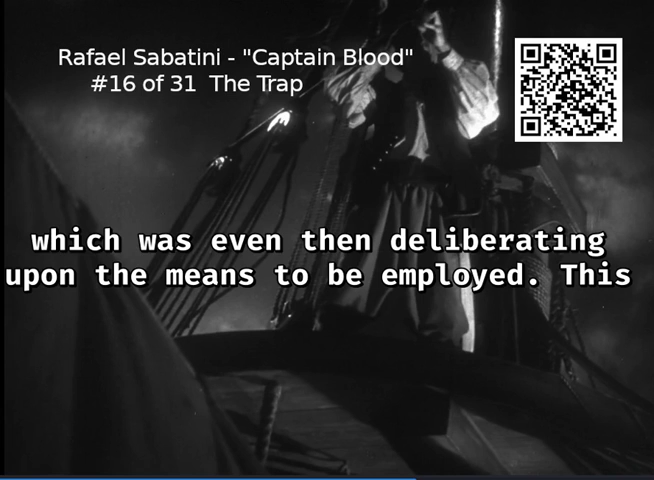 Rafael Sabatini - "Captain Blood"
#16 of 31 The Trap
which was even then deliberating
upon the means to be employed. This